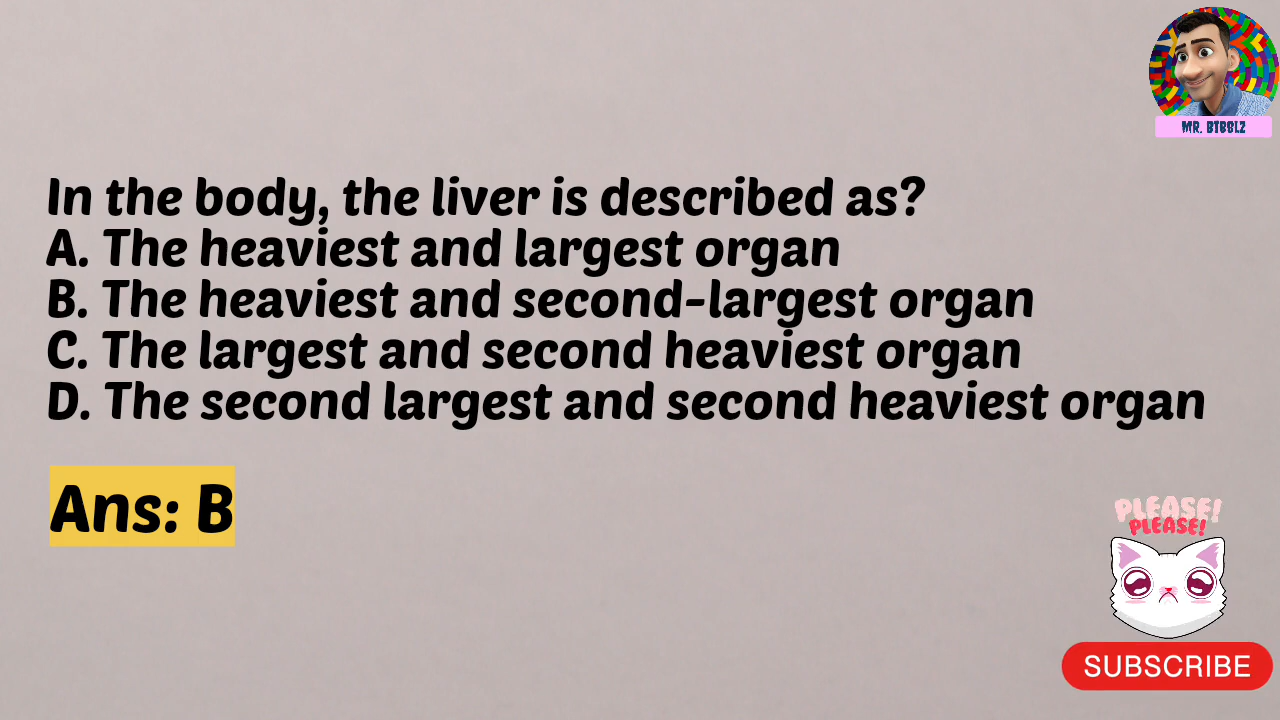 MR. BIBBLZ
In the body, the liver is described as?
A. The heaviest and largest organ
B. The heaviest and second-largest organ
C. The largest and second heaviest organ
D. The second largest and second heaviest organ
Ans: B
PLEASE!
PLEASE!
SUBSCRIBE